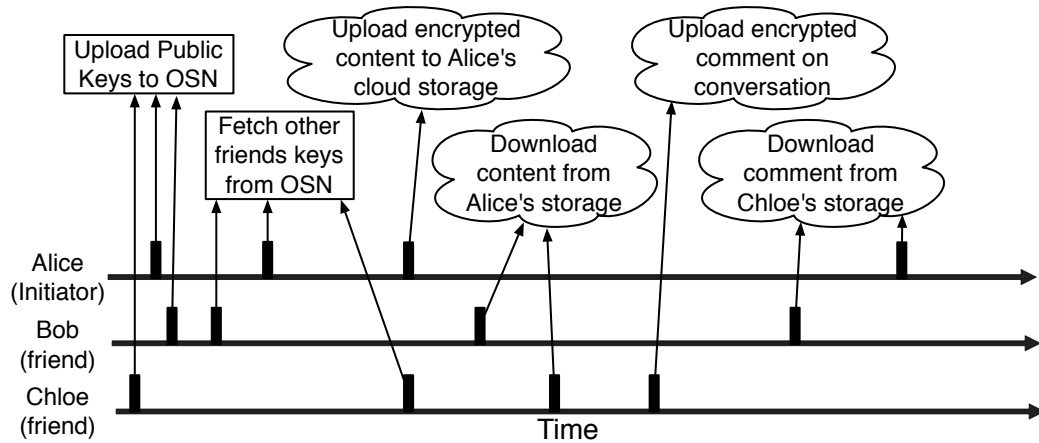 Upload Public
Keys to OSN
Upload encrypted
content to Alice's
cloud storage
Upload encrypted
comment on
conversation
Fetch other
friends keys
from OSN
Download
content from
Alice's storage
Download
comment from
Chloe's storage
Alice
(Initiator)
Bob
(friend)
Chloe
(friend)
Time